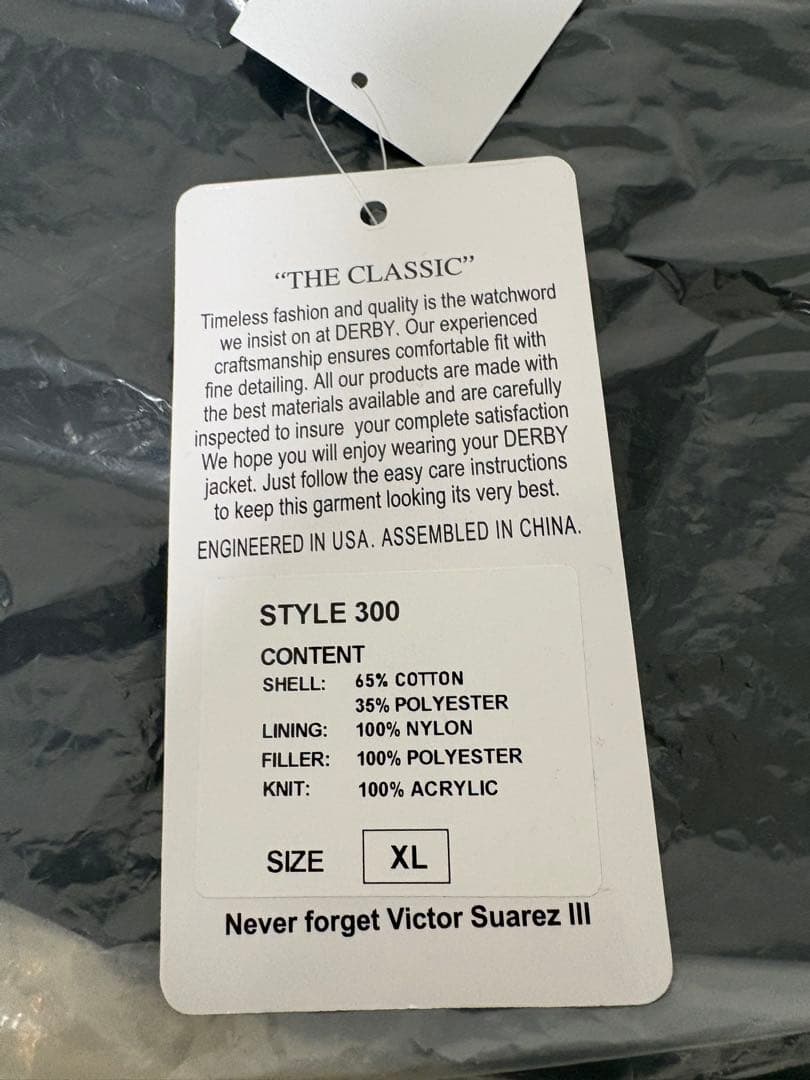 “THE CLASSIC”
Timeless fashion and quality is the watchword
we insist on at DERBY. Our experienced
craftsmanship ensures comfortable fit with
fine detailing. All our products are made with
the best materials available and are carefully
inspected to insure your complete satisfaction
We hope you will enjoy wearing your DERBY
jacket. Just follow the easy care instructions
to keep this garment looking its very best.
ENGINEERED IN USA. ASSEMBLED IN CHINA.
STYLE 300
CONTENT
SHELL: 65% COTTON
35% POLYESTER
LINING: 100% NYLON
FILLER: 100% POLYESTER
KNIT: 100% ACRYLIC
SIZE XL
Never forget Victor Suarez III